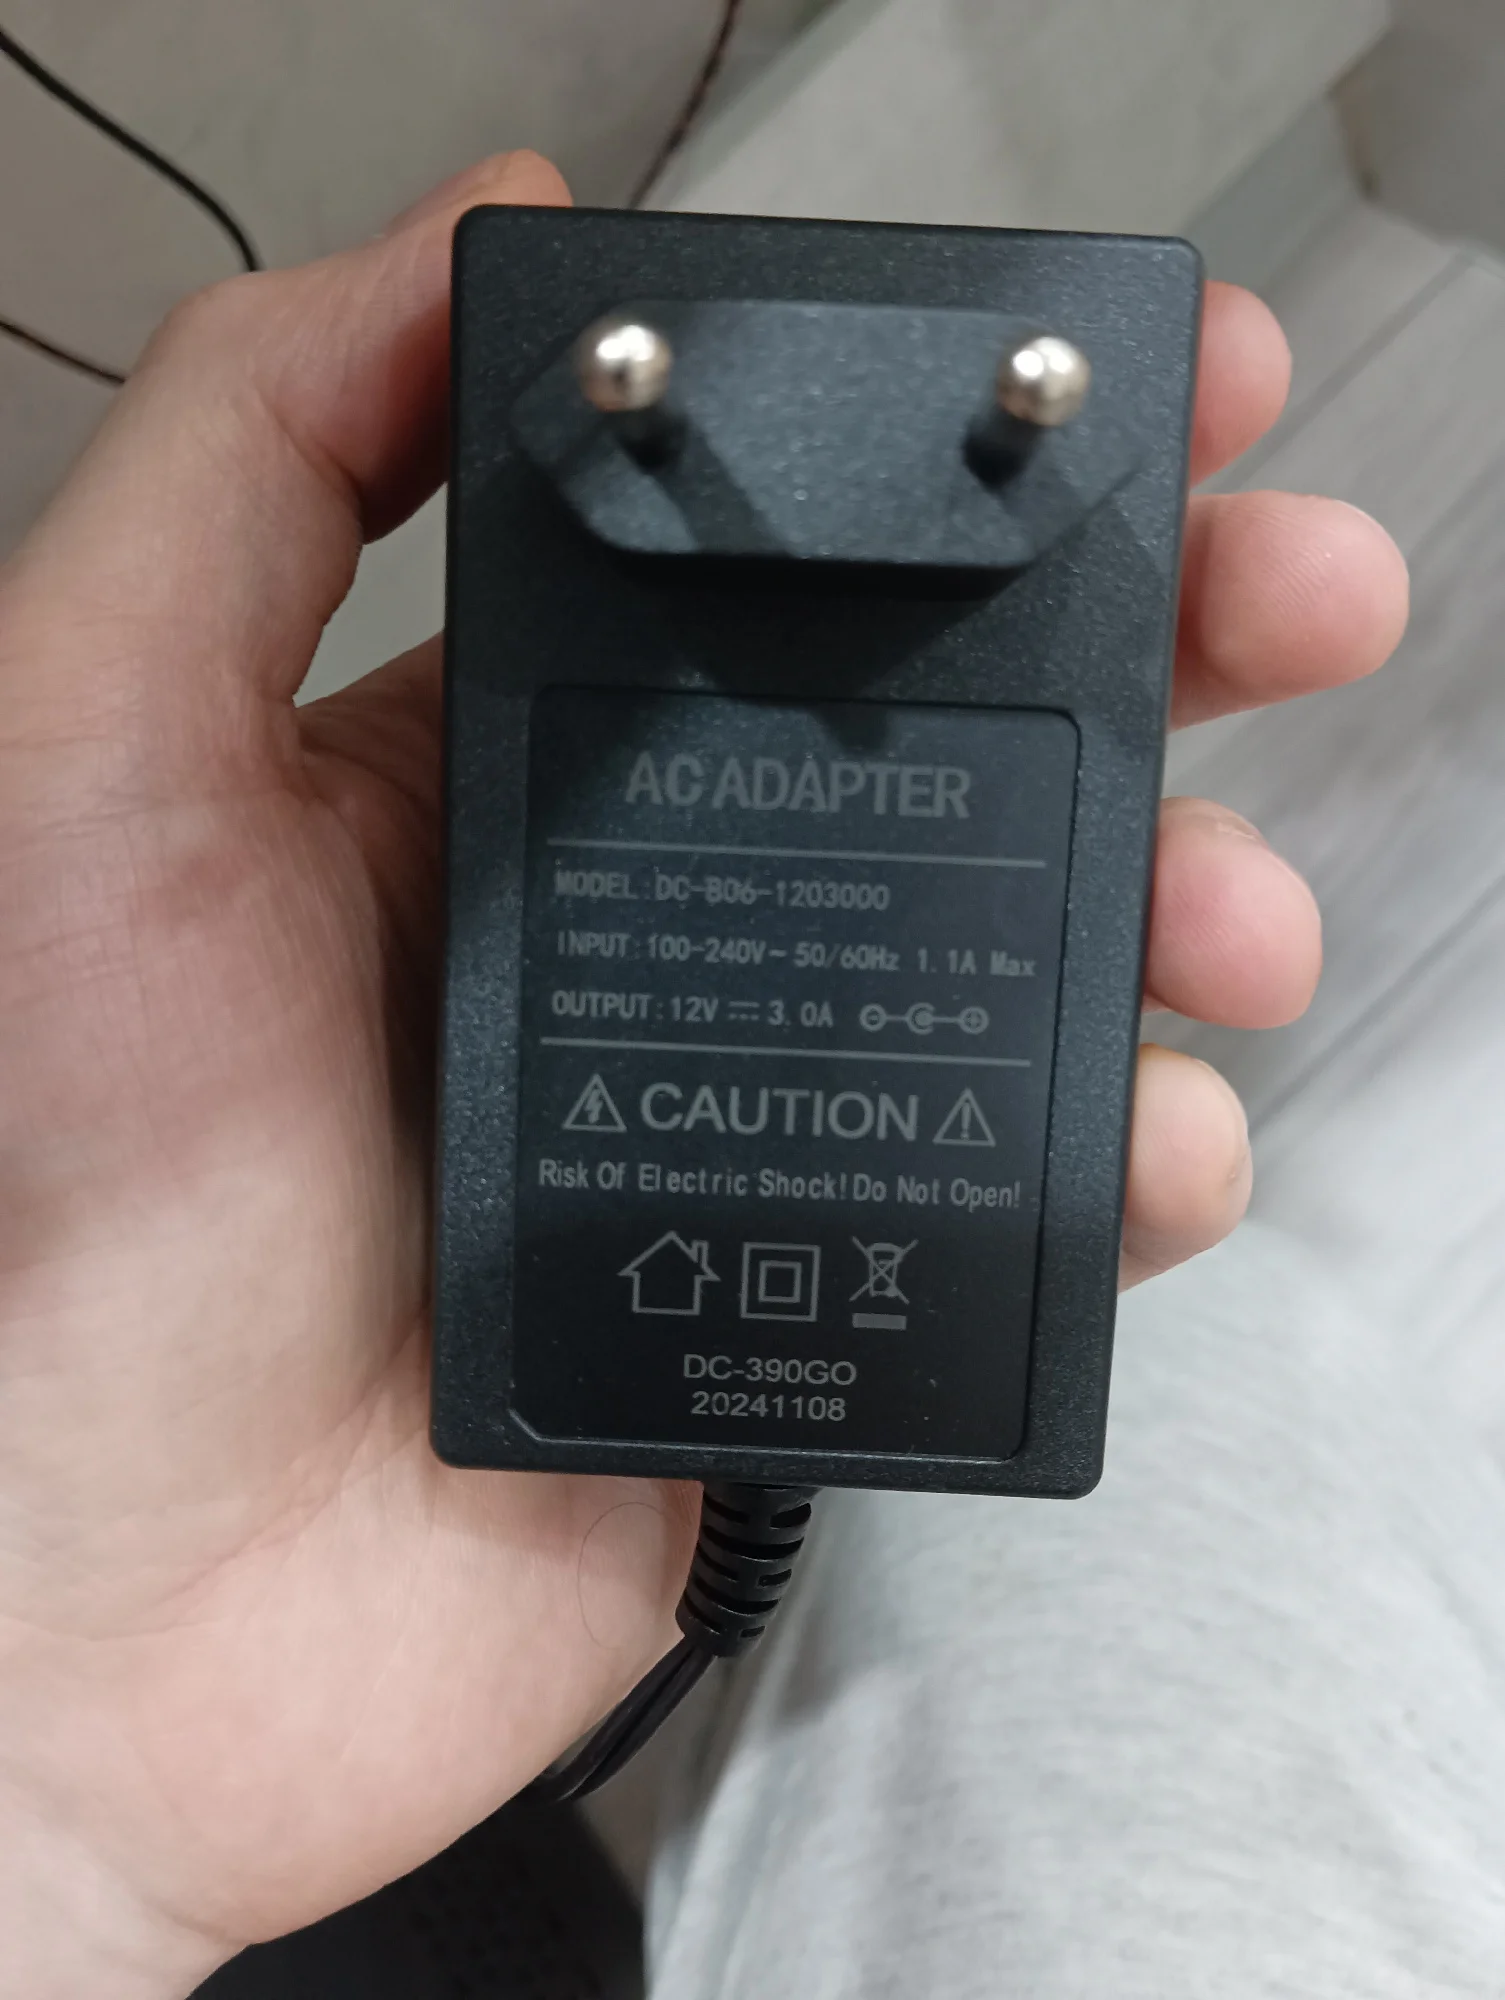 AC ADAPTER
MODEL:DC-B06-1203000
INPUT:100-240V~50/60Hz 1.1A Max
OUTPUT:12V⎓3.0A
CAUTION
Risk Of Electric Shock!Do Not Open!
DC-390GO
20241108